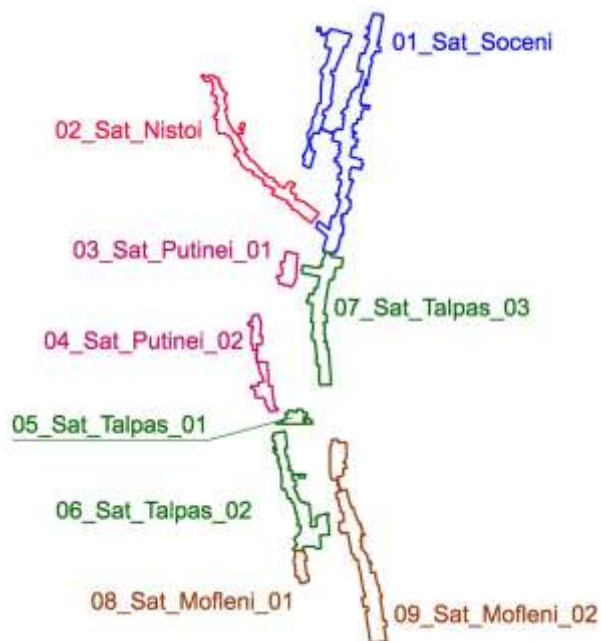 01_Sat_Soceni
02_Sat_Nistoi
03_Sat_Putinei_01
07_Sat_Talpas_03
04_Sat_Putinei_02
05_Sat_Talpas_01
06_Sat_Talpas_02
08_Sat_Mofleni_01
09_Sat_Mofleni_02